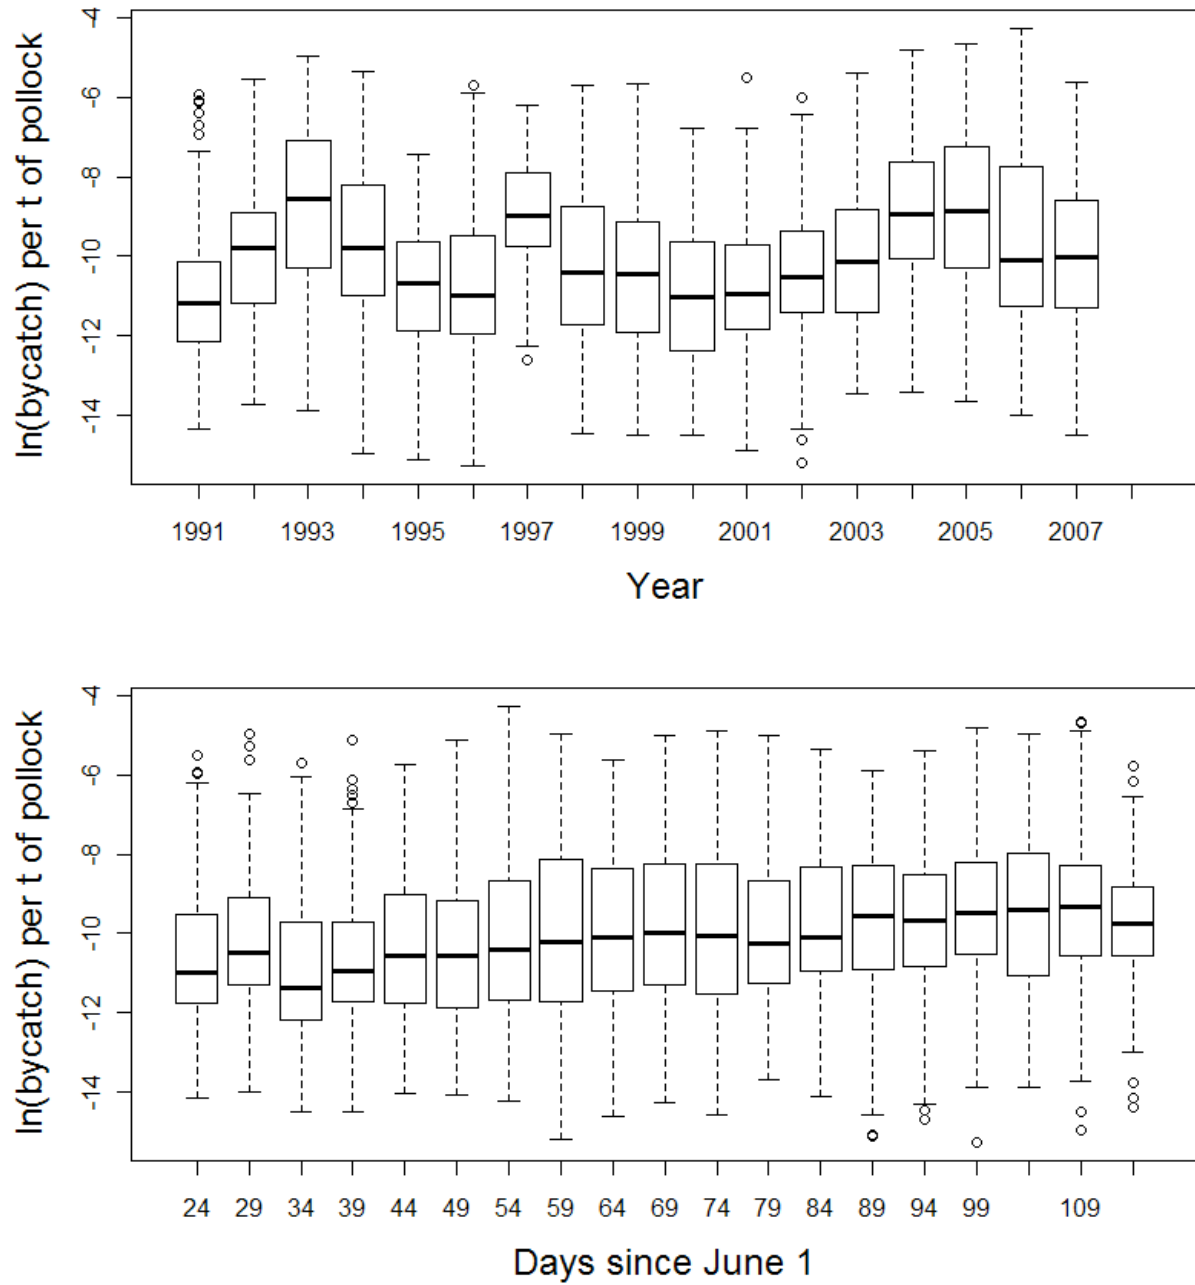 ln(bycatch) per t of pollock
-4
-6
-8
-10
-12
-14
1991 1993 1995 1997 1999 2001 2003 2005 2007
Year
ln(bycatch) per t of pollock
-4
-6
-8
-10
-12
-14
24 29 34 39 44 49 54 59 64 69 74 79 84 89 94 99 109
Days since June 1